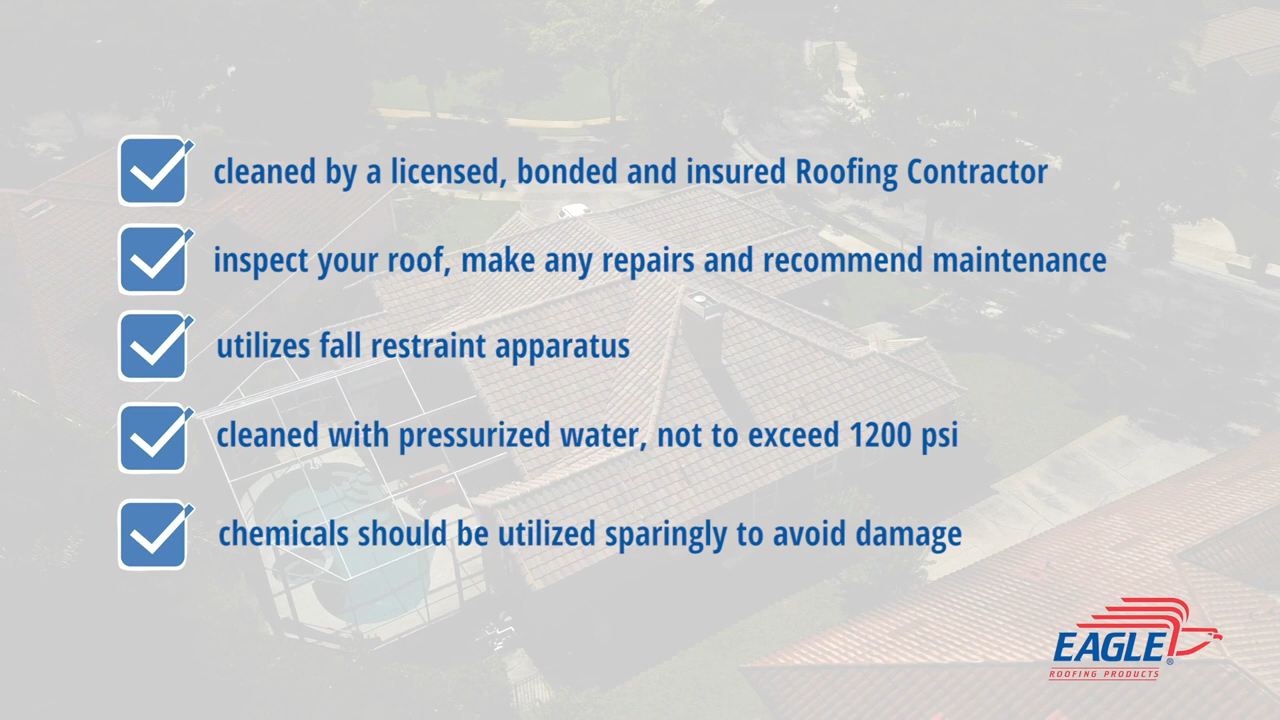 cleaned by a licensed, bonded and insured Roofing Contractor
inspect your roof, make any repairs and recommend maintenance
utilizes fall restraint apparatus
cleaned with pressurized water, not to exceed 1200 psi
chemicals should be utilized sparingly to avoid damage
EAGLE®
ROOFING PRODUCTS